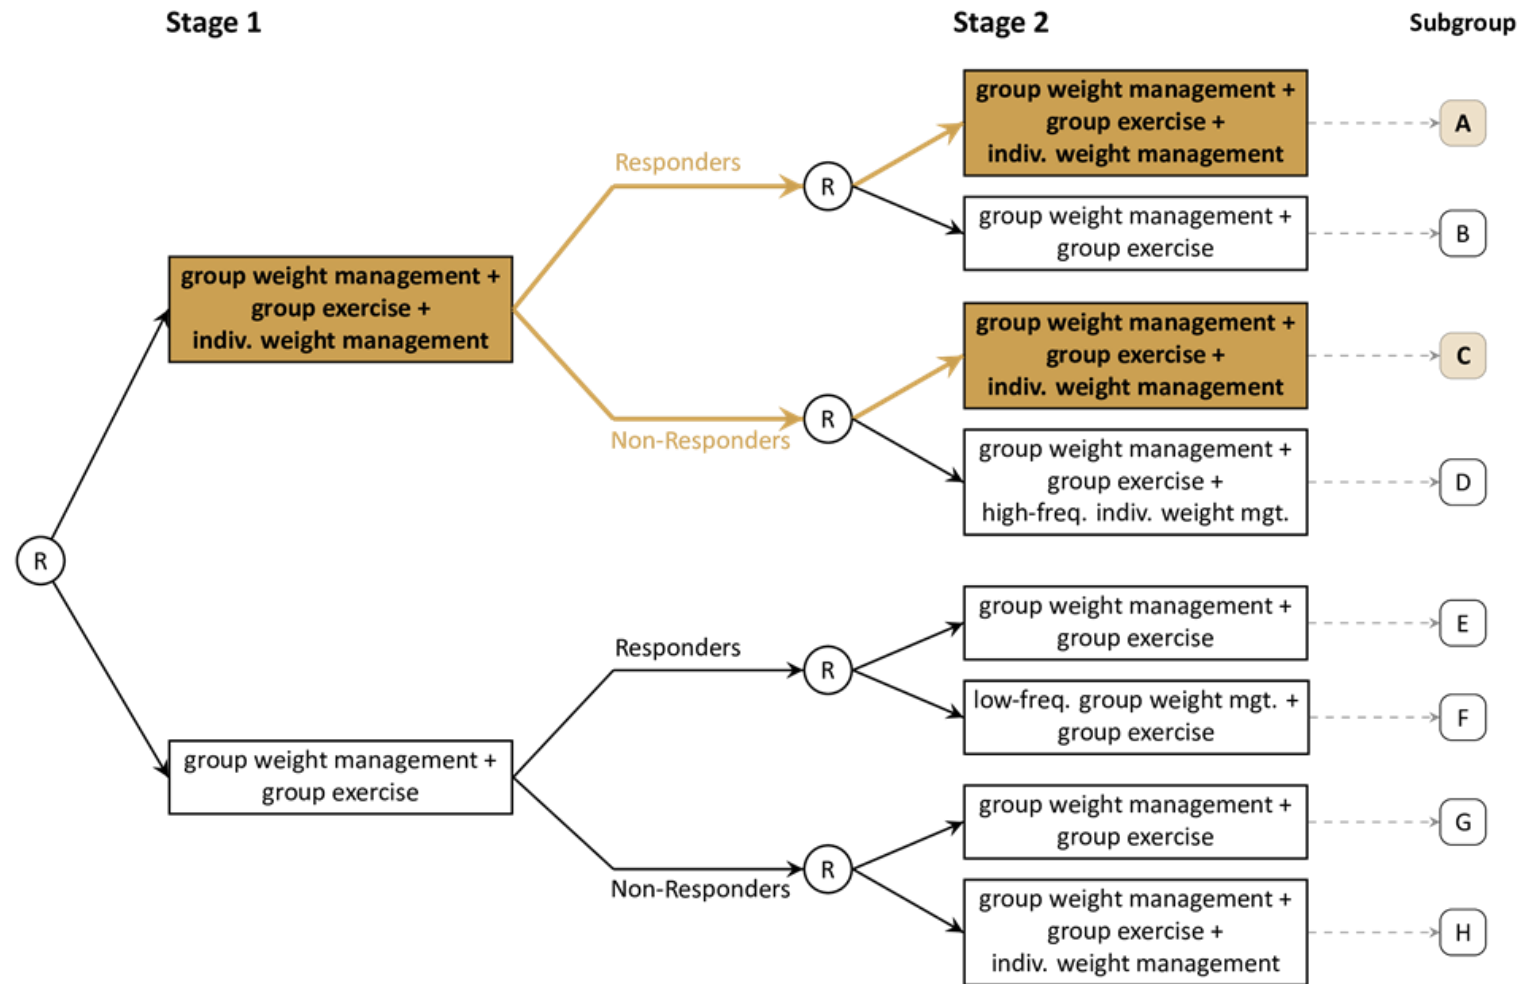 Stage 1
Stage 2
Subgroup
group weight management +
group exercise +
indiv. weight management
A
Responders
R
group weight management +
group exercise
B
group weight management +
group exercise +
indiv. weight management
group weight management +
group exercise +
indiv. weight management
C
R
Non-Responders
group weight management +
group exercise +
high-freq. indiv. weight mgt.
D
R
group weight management +
group exercise
E
Responders
R
low-freq. group weight mgt. +
group exercise
F
group weight management +
group exercise
group weight management +
group exercise
G
R
Non-Responders
group weight management +
group exercise +
indiv. weight management
H